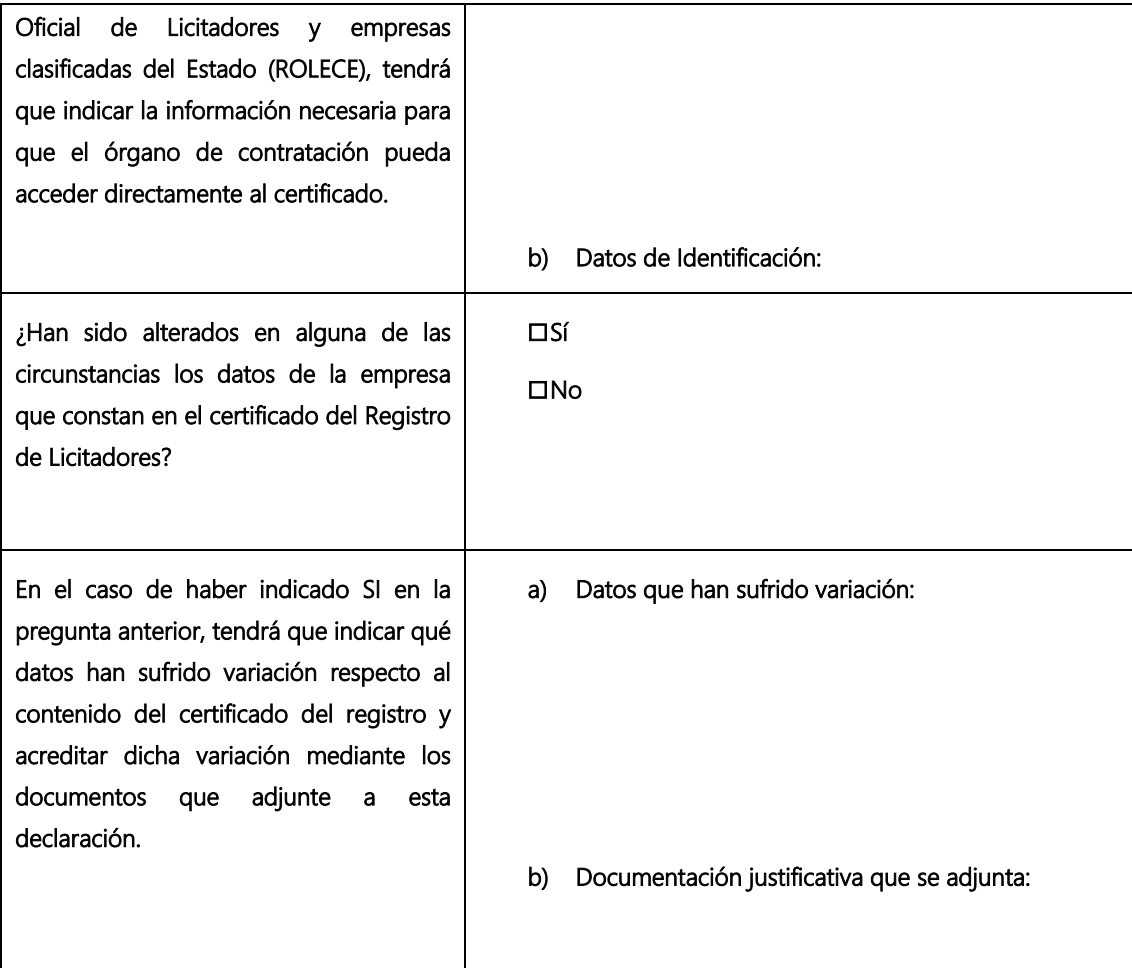 Oficial de Licitadores y empresas
clasificadas del Estado (ROLECE), tendrá
que indicar la información necesaria para
que el órgano de contratación pueda
acceder directamente al certificado.
b) Datos de Identificación:
¿Han sido alterados en alguna de las
circunstancias los datos de la empresa
que constan en el certificado del Registro
de Licitadores?
☐Sí
☐No
En el caso de haber indicado SI en la
pregunta anterior, tendrá que indicar qué
datos han sufrido variación respecto al
contenido del certificado del registro y
acreditar dicha variación mediante los
documentos que adjunte a esta
declaración.
a) Datos que han sufrido variación:
b) Documentación justificativa que se adjunta: